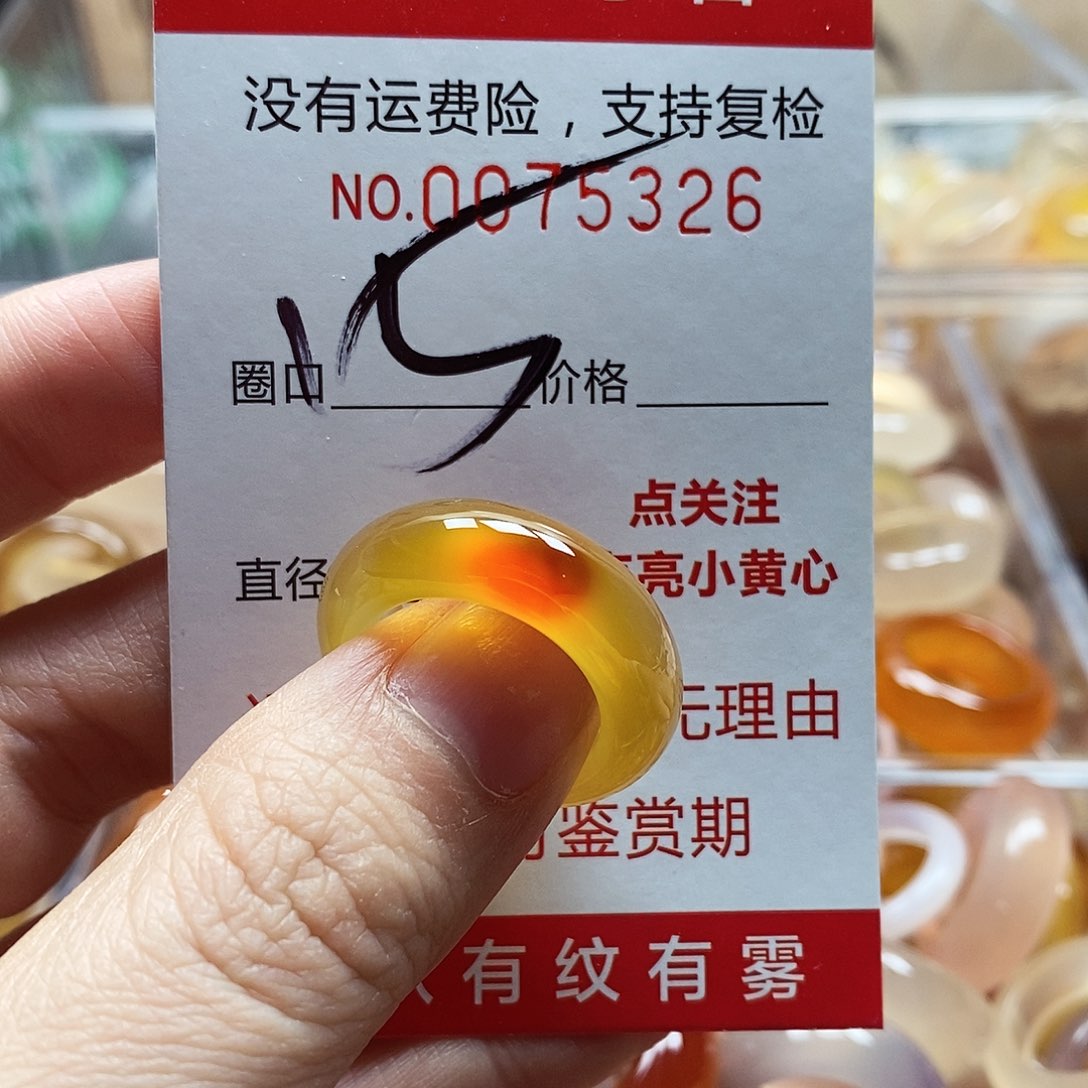 没有运费险，支持复检
NO.0075326
15
圈口 价格
点关注
直径 亮小黄心
元理由
鉴赏期
有纹有雾